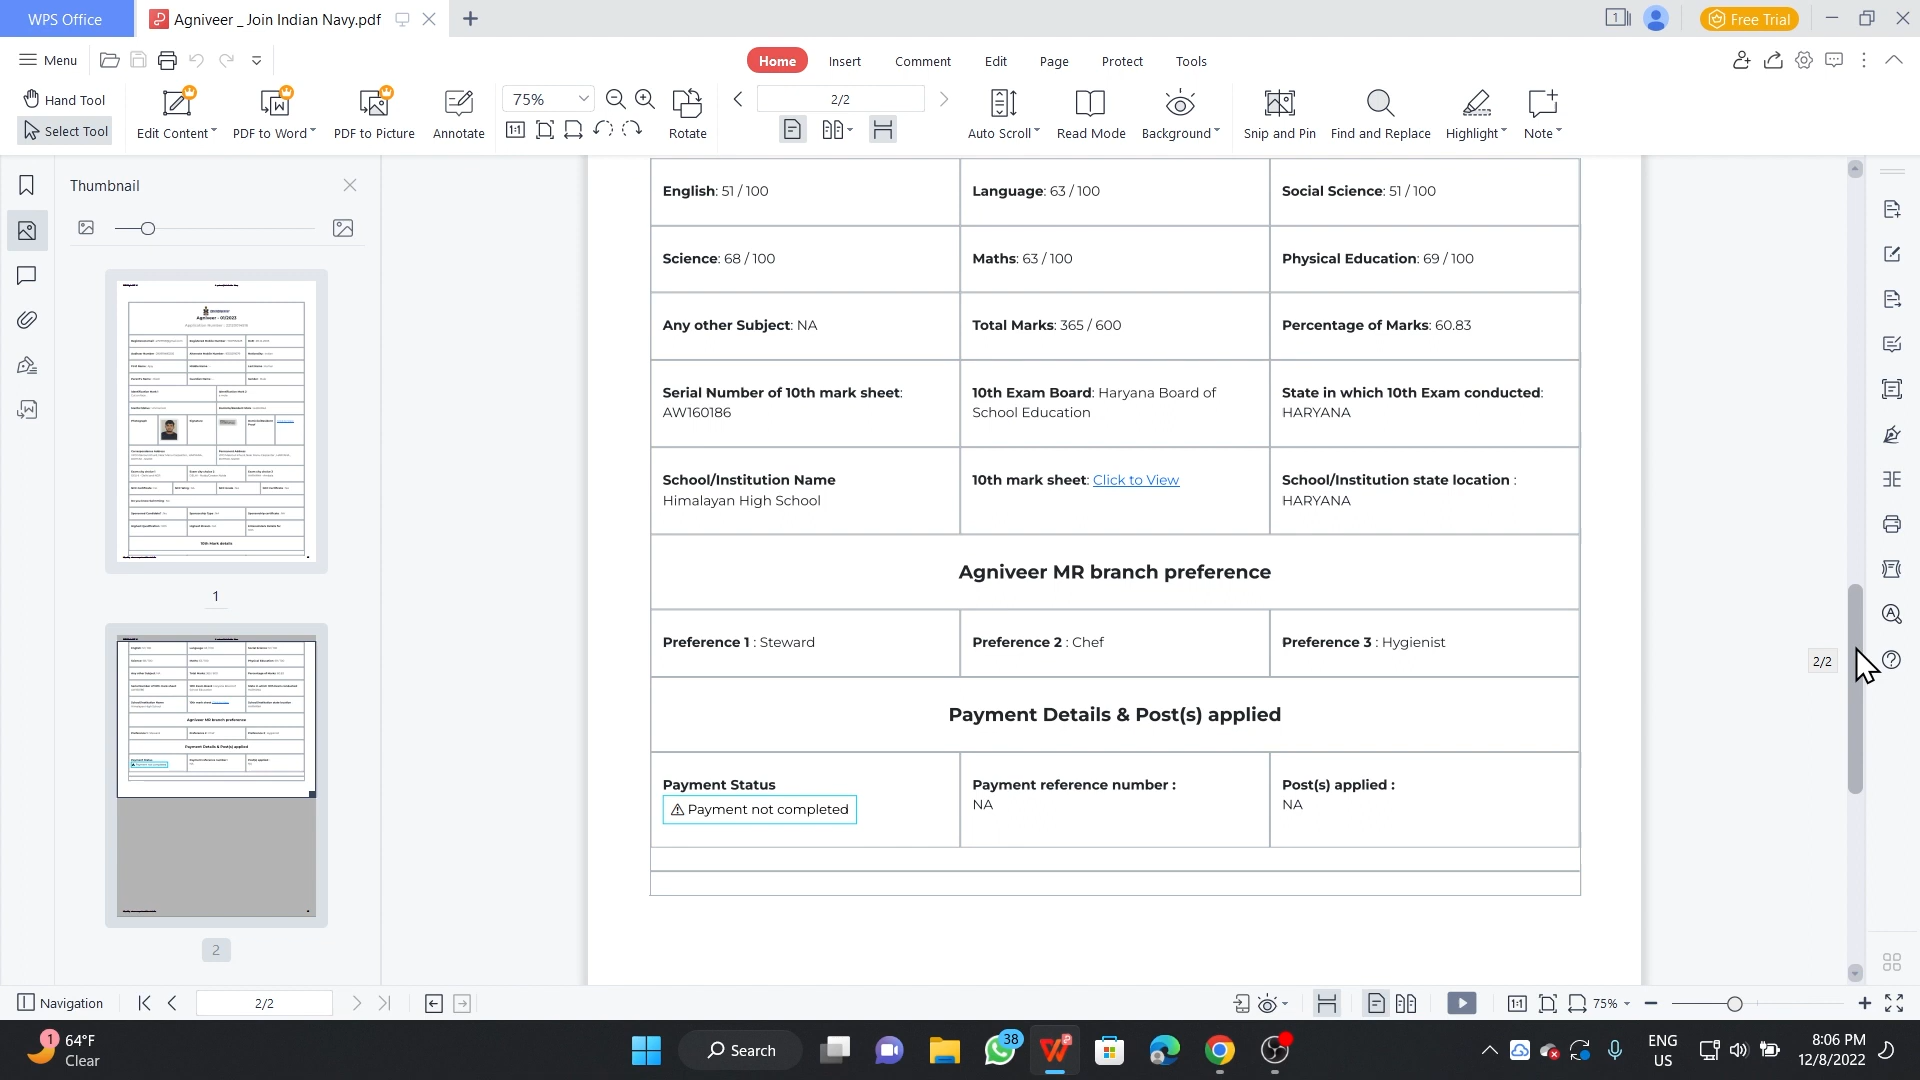 WPS Office
Agniveer _ Join Indian Navy.pdf
Free Trial
Menu
Home
Insert
Comment
Edit
Page
Protect
Tools
Hand Tool
Select Tool
Edit Content
PDF to Word
PDF to Picture
Annotate
75%
Rotate
2/2
Auto Scroll
Read Mode
Background
Snip and Pin
Find and Replace
Highlight
Note
Thumbnail
1
2
English: 51 / 100
Language: 63 / 100
Social Science: 51 / 100
Science: 68 / 100
Maths: 63 / 100
Physical Education: 69 / 100
Any other Subject: NA
Total Marks: 365 / 600
Percentage of Marks: 60.83
Serial Number of 10th mark sheet:
AW160186
10th Exam Board: Haryana Board of
School Education
State in which 10th Exam conducted:
HARYANA
School/Institution Name
Himalayan High School
10th mark sheet: Click to View
School/Institution state location :
HARYANA
Agniveer MR branch preference
Preference 1 : Steward
Preference 2 : Chef
Preference 3 : Hygienist
Payment Details & Post(s) applied
Payment Status
Payment not completed
Payment reference number :
NA
Post(s) applied :
NA
2/2
Navigation
2/2
75%
1
64°F
Clear
Search
38
ENG
US
8:06 PM
12/8/2022